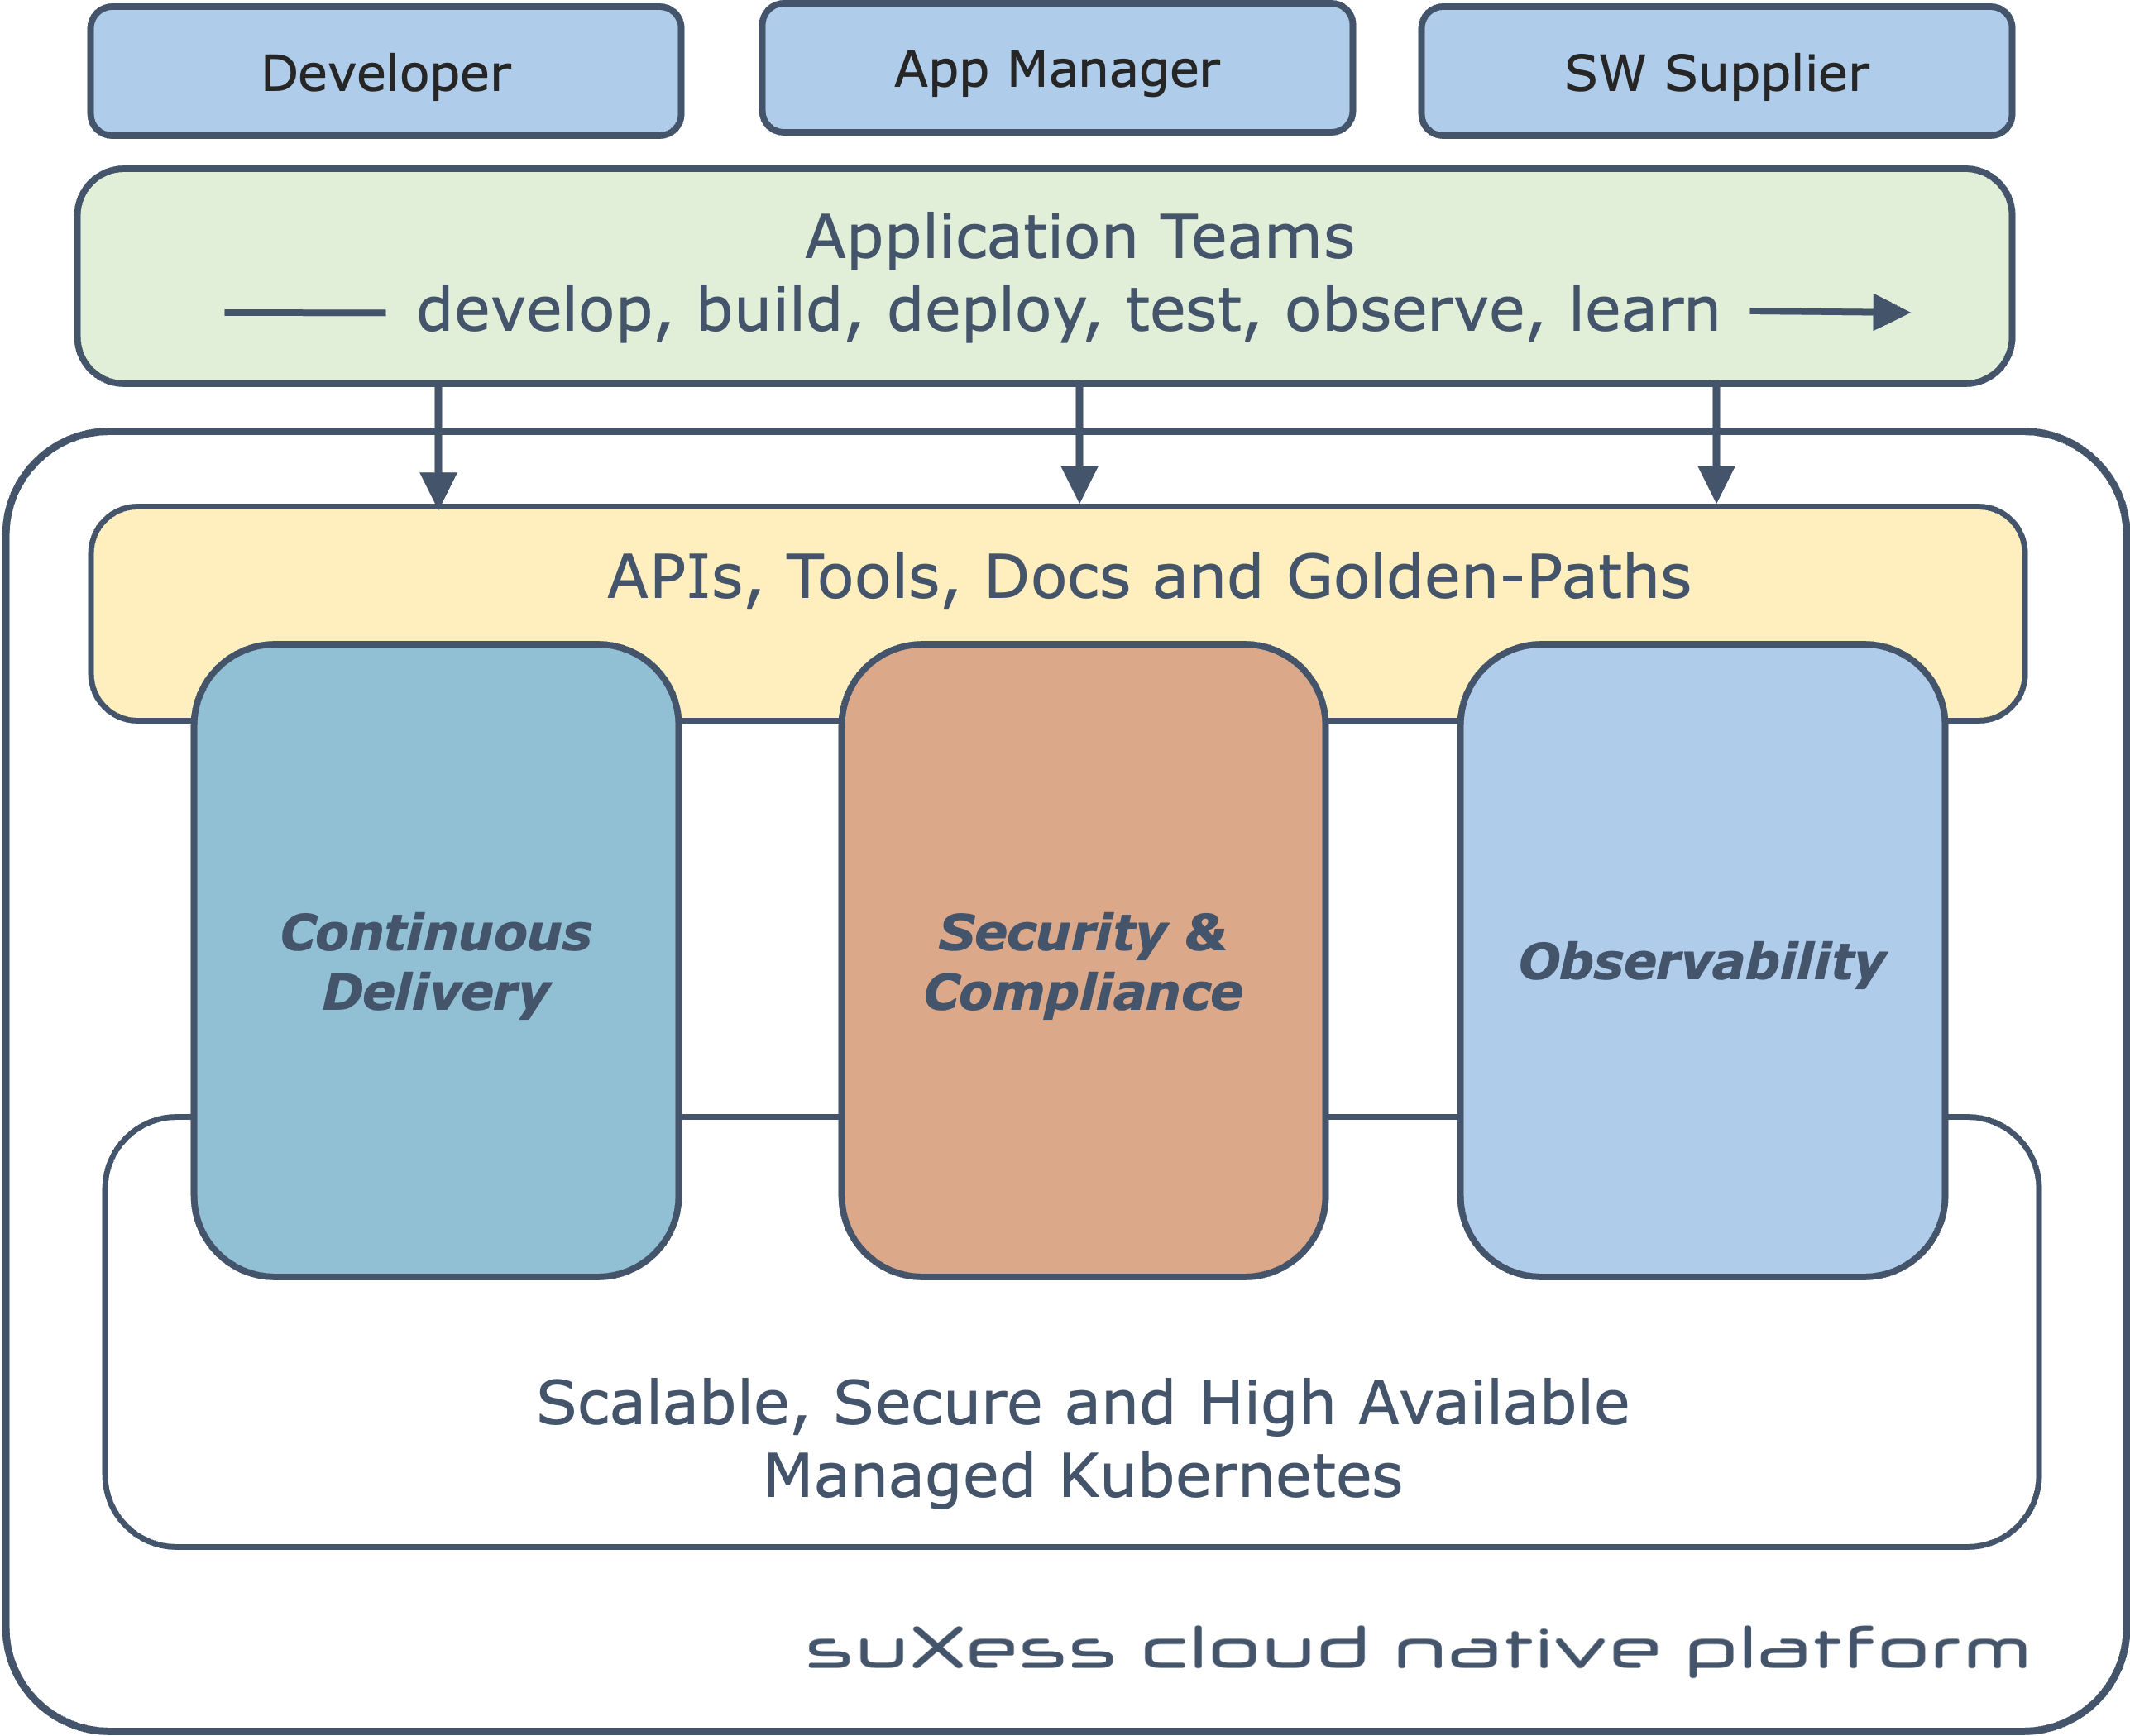 Developer
App Manager
SW Supplier
Application Teams
develop, build, deploy, test, observe, learn
APIs, Tools, Docs and Golden-Paths
Continuous
Delivery
Security &
Compliance
Observability
Scalable, Secure and High Available
Managed Kubernetes
suXess cloud native platform